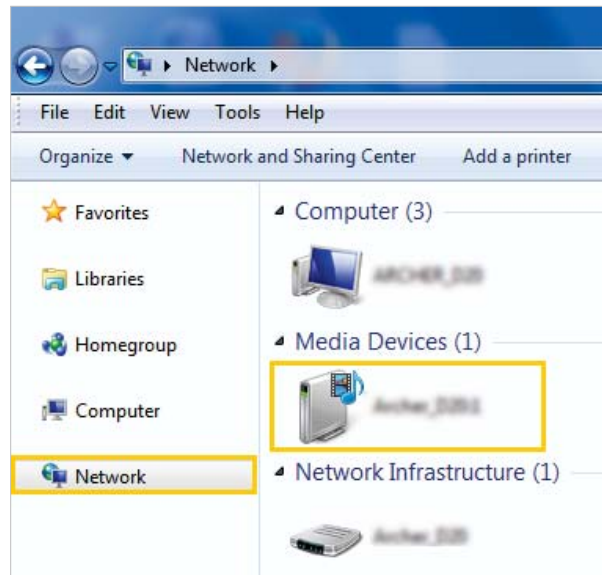 Network
File Edit View Tools Help
Organize Network and Sharing Center Add a printer
Favorites
Libraries
Homegroup
Computer
Network
Computer (3)
Media Devices (1)
Network Infrastructure (1)